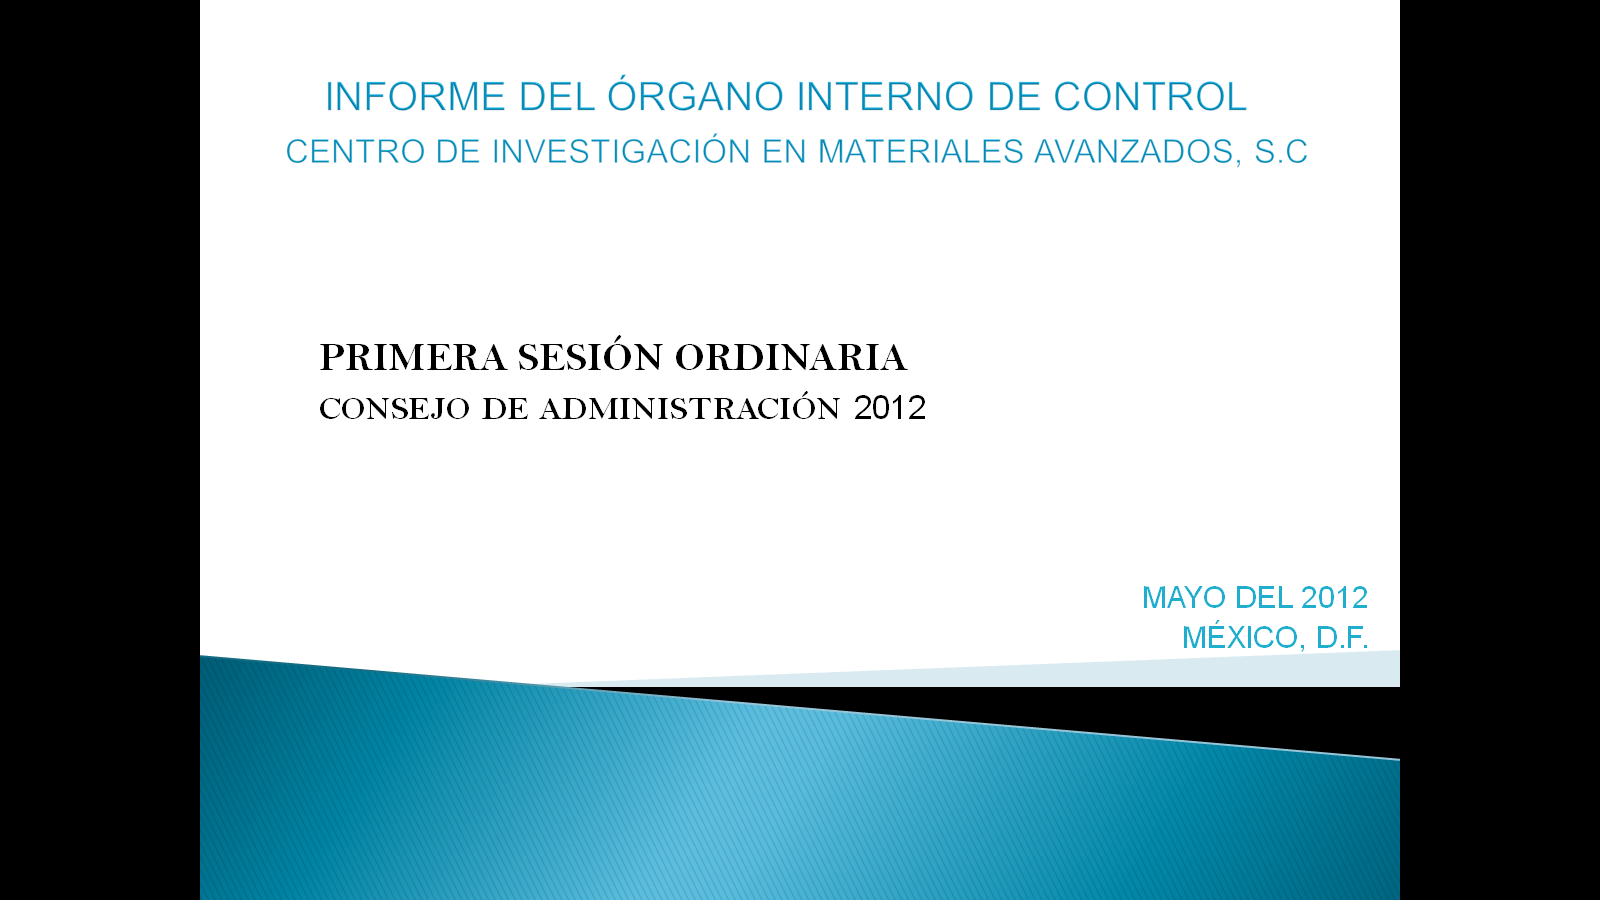 INFORME DEL ÓRGANO INTERNO DE CONTROL
CENTRO DE INVESTIGACIÓN EN MATERIALES AVANZADOS, S.C
PRIMERA SESIÓN ORDINARIA
CONSEJO DE ADMINISTRACIÓN 2012
MAYO DEL 2012
MÉXICO, D.F.